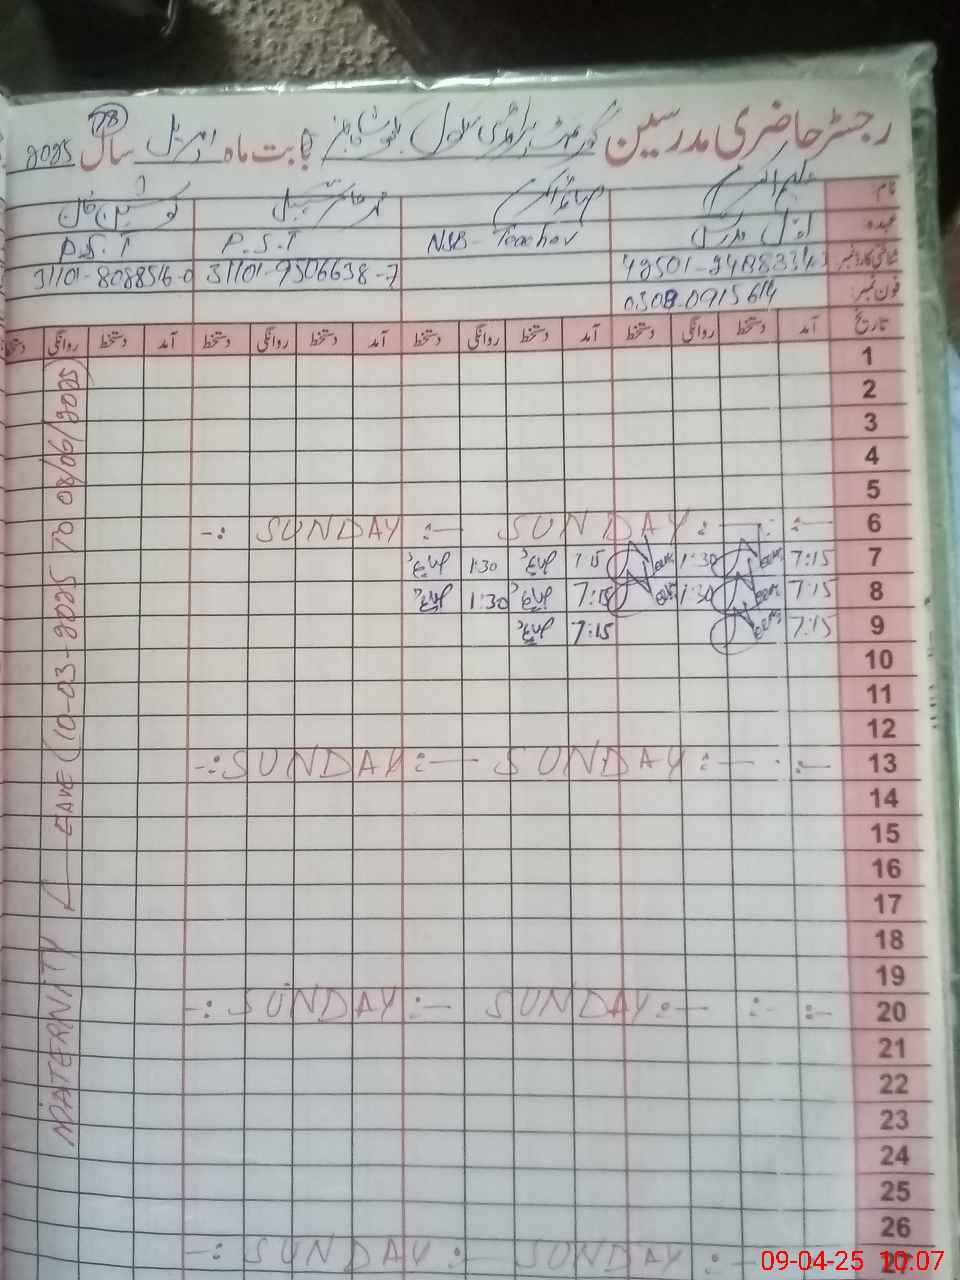 رجسٹر حاضری مدرسین گورنمنٹ پرائمری سکول بابت ماہ اپریل سال 2025
نام:
عہدہ P.S.T P.S.T NSB - Teacher
شناختی کارڈ نمبر 31101-9506638-7 31101-8088516-0
فون نمبر: 0308-0915614
تاریخ آمد دستخط روانگی دستخط آمد دستخط روانگی دستخط آمد دستخط روانگی دستخط آمد دستخط روانگی دستخط
1
2
3
4
5
6 -: SUNDAY :- SUNDAY :- :-
7 7:15 1:30 7:15 1:30
8 7:15 1:30 7:15 1:30
9 7:15 7:15
10
11
12
13 -: SUNDAY :- SUNDAY :- :-
14
15
16
17
18
19
20 -: SUNDAY :- SUNDAY :- :- :-
21
22
23
24
25
26
27 -: SUNDAY :- SUNDAY :-
MATERNITY LEAVE (10-03-2025 TO 08/06/2025)
09-04-25 10:07